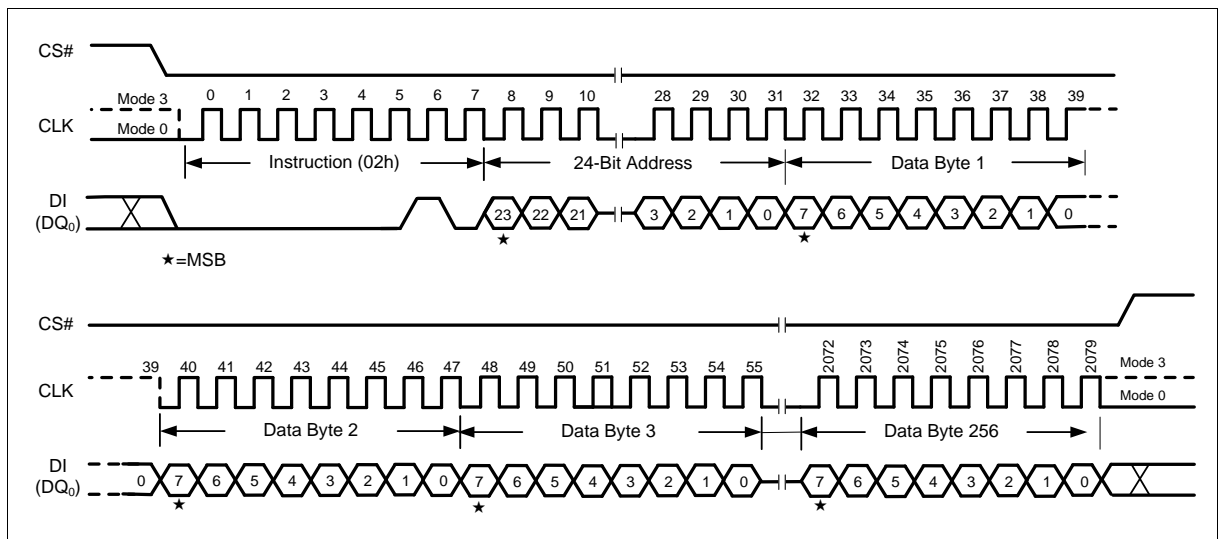 CS#
Mode 3
0 1 2 3 4 5 6 7 8 9 10 28 29 30 31 32 33 34 35 36 37 38 39
CLK
Mode 0
Instruction (02h) 24-Bit Address Data Byte 1
DI
(DQ0)
23 22 21 3 2 1 0 7 6 5 4 3 2 1 0
★ ★
★=MSB
CS#
39 40 41 42 43 44 45 46 47 48 49 50 51 52 53 54 55 2072 2073 2074 2075 2076 2077 2078 2079
Mode 3
CLK
Mode 0
Data Byte 2 Data Byte 3 Data Byte 256
DI
(DQ0)
0 7 6 5 4 3 2 1 0 7 6 5 4 3 2 1 0 7 6 5 4 3 2 1 0
★ ★ ★